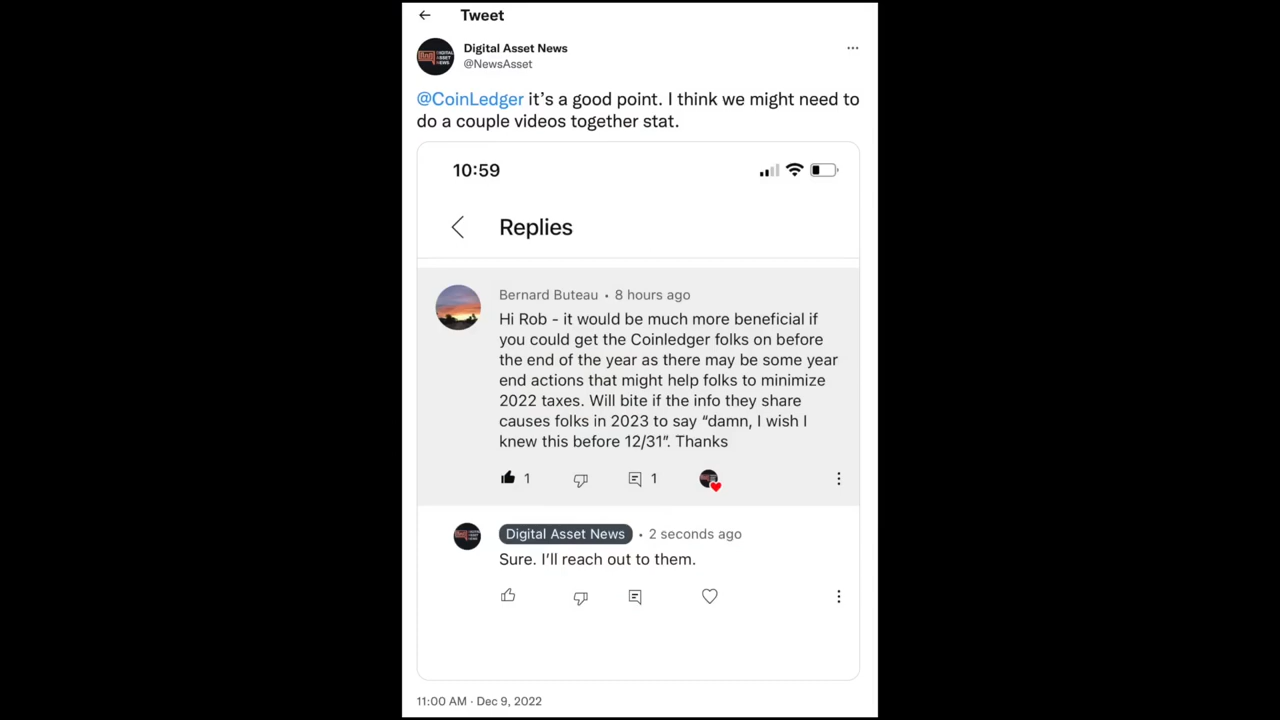 Tweet
Digital Asset News
@NewsAsset
@CoinLedger it’s a good point. I think we might need to
do a couple videos together stat.
10:59
Replies
Bernard Buteau • 8 hours ago
Hi Rob - it would be much more beneficial if
you could get the Coinledger folks on before
the end of the year as there may be some year
end actions that might help folks to minimize
2022 taxes. Will bite if the info they share
causes folks in 2023 to say “damn, I wish I
knew this before 12/31”. Thanks
1 1
Digital Asset News • 2 seconds ago
Sure. I’ll reach out to them.
11:00 AM · Dec 9, 2022